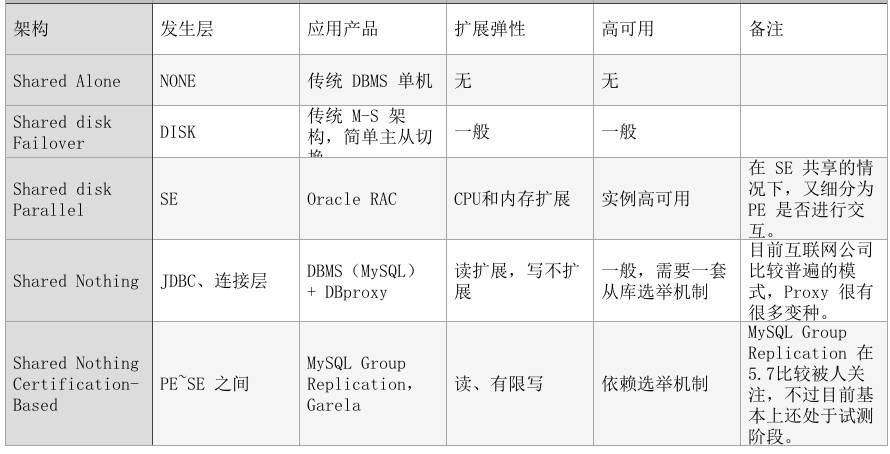 架构
发生层
应用产品
扩展弹性
高可用
备注
Shared Alone
NONE
传统 DBMS 单机
无
无
Shared disk
Failover
DISK
传统 M-S 架
构，简单主从切
换
一般
一般
Shared disk
Parallel
SE
Oracle RAC
CPU和内存扩展
实例高可用
在 SE 共享的情
况下，又细分为
PE 是否进行交
互。
Shared Nothing
JDBC、连接层
DBMS（MySQL）
+ DBproxy
读扩展，写不扩
展
一般，需要一套
从库选举机制
目前互联网公司
比较普遍的模
式，Proxy 很有
很多变种。
Shared Nothing
Certification-
Based
PE~SE 之间
MySQL Group
Replication，
Garela
读、有限写
依赖选举机制
MySQL Group
Replication 在
5.7比较被人关
注，不过目前基
本上还处于试测
阶段。